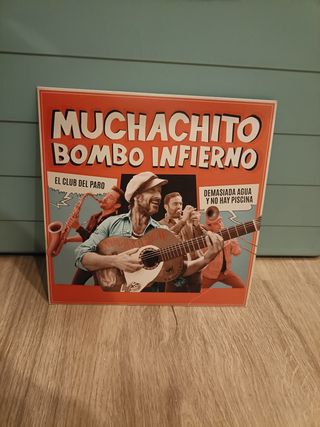 MUCHACHITO
BOMBO INFIERNO
EL CLUB DEL PARO
DEMASIADA AGUA
Y NO HAY PISCINA